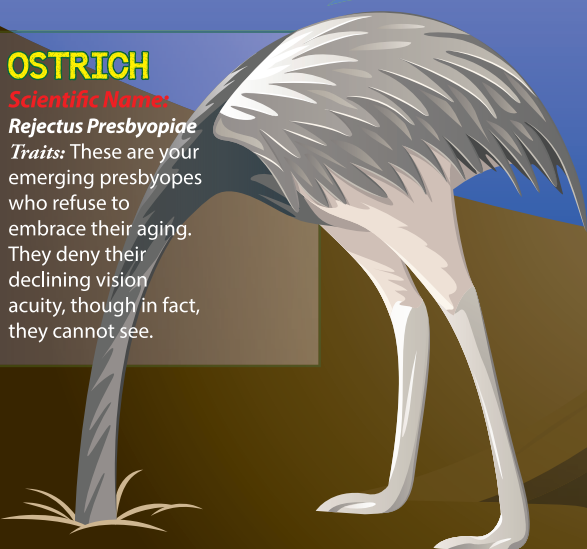 OSTRICH
Scientific Name:
Rejectus Presbyopiae
Traits: These are your
emerging presbyopes
who refuse to
embrace their aging.
They deny their
declining vision
acuity, though in fact,
they cannot see.